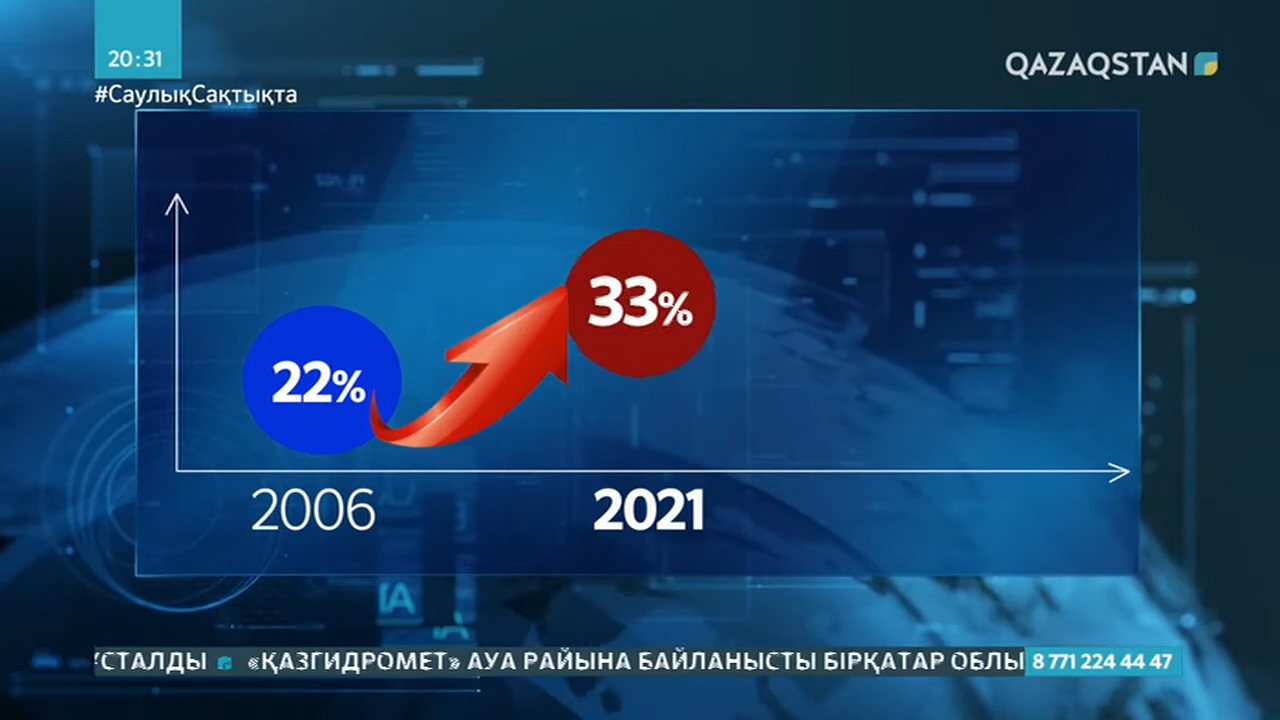 20:31
QAZAQSTAN
#СаулықСақтықта
33%
22%
2006 2021
ҰСТАЛДЫ «ҚАЗГИДРОМЕТ» АУА РАЙЫНА БАЙЛАНЫСТЫ БІРҚАТАР ОБЛЫ 8 771 224 44 47